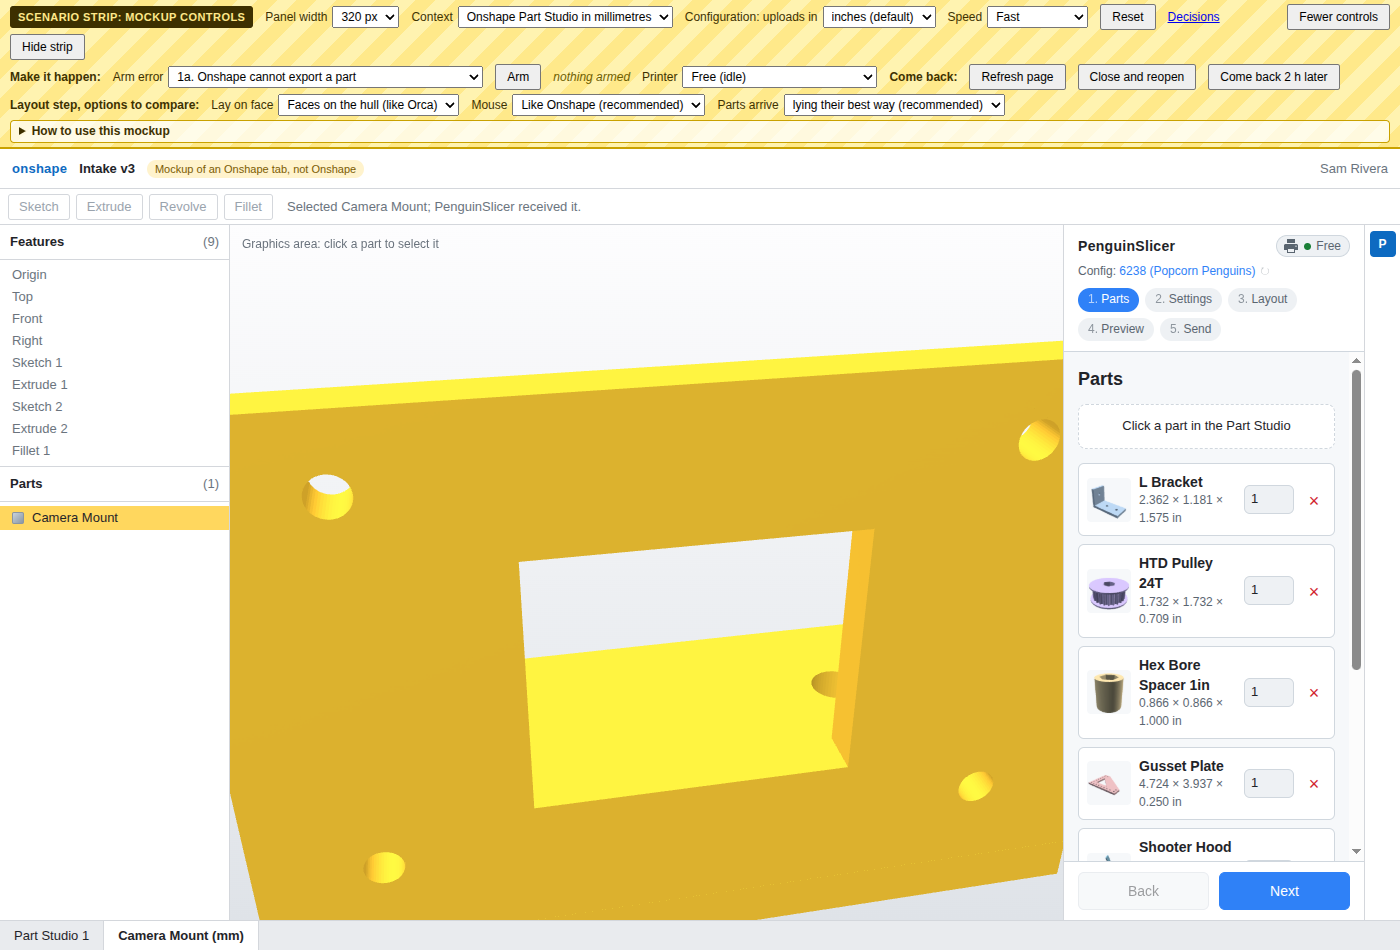 SCENARIO STRIP: MOCKUP CONTROLS Panel width 320 px Context Onshape Part Studio in millimetres Configuration: uploads in inches (default) Speed Fast Reset Decisions Fewer controls
Hide strip
Make it happen: Arm error 1a. Onshape cannot export a part Arm nothing armed Printer Free (idle) Come back: Refresh page Close and reopen Come back 2 h later
Layout step, options to compare: Lay on face Faces on the hull (like Orca) Mouse Like Onshape (recommended) Parts arrive lying their best way (recommended)
How to use this mockup
onshape Intake v3 Mockup of an Onshape tab, not Onshape Sam Rivera
Sketch Extrude Revolve Fillet Selected Camera Mount; PenguinSlicer received it.
Features (9)
Origin
Top
Front
Right
Sketch 1
Extrude 1
Sketch 2
Extrude 2
Fillet 1
Parts (1)
Camera Mount
Graphics area: click a part to select it
PenguinSlicer Free
Config: 6238 (Popcorn Penguins)
1. Parts 2. Settings 3. Layout
4. Preview 5. Send
P
Parts
Click a part in the Part Studio
L Bracket
2.362 × 1.181 ×
1.575 in
1 ×
HTD Pulley
24T
1.732 × 1.732 ×
0.709 in
1 ×
Hex Bore
Spacer 1in
0.866 × 0.866 ×
1.000 in
1 ×
Gusset Plate
4.724 × 3.937 ×
0.250 in
1 ×
Shooter Hood
Back Next
Part Studio 1 Camera Mount (mm)